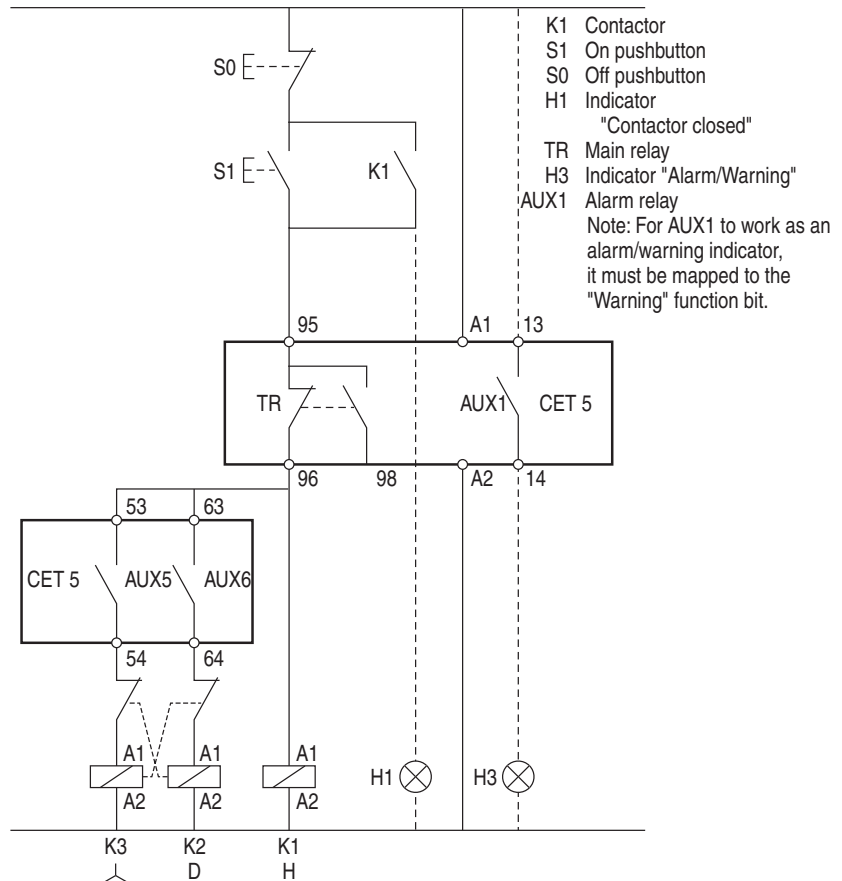 K1 Contactor
S1 On pushbutton
S0 Off pushbutton
H1 Indicator
"Contactor closed"
TR Main relay
H3 Indicator "Alarm/Warning"
AUX1 Alarm relay
Note: For AUX1 to work as an
alarm/warning indicator,
it must be mapped to the
"Warning" function bit.
S0
S1 K1
95 A1 13
TR AUX1 CET 5
96 98 A2 14
53 63
CET 5 AUX5 AUX6
54 64
A1 A1 A1
H1 H3
A2 A2 A2
K3 K2 K1
D H